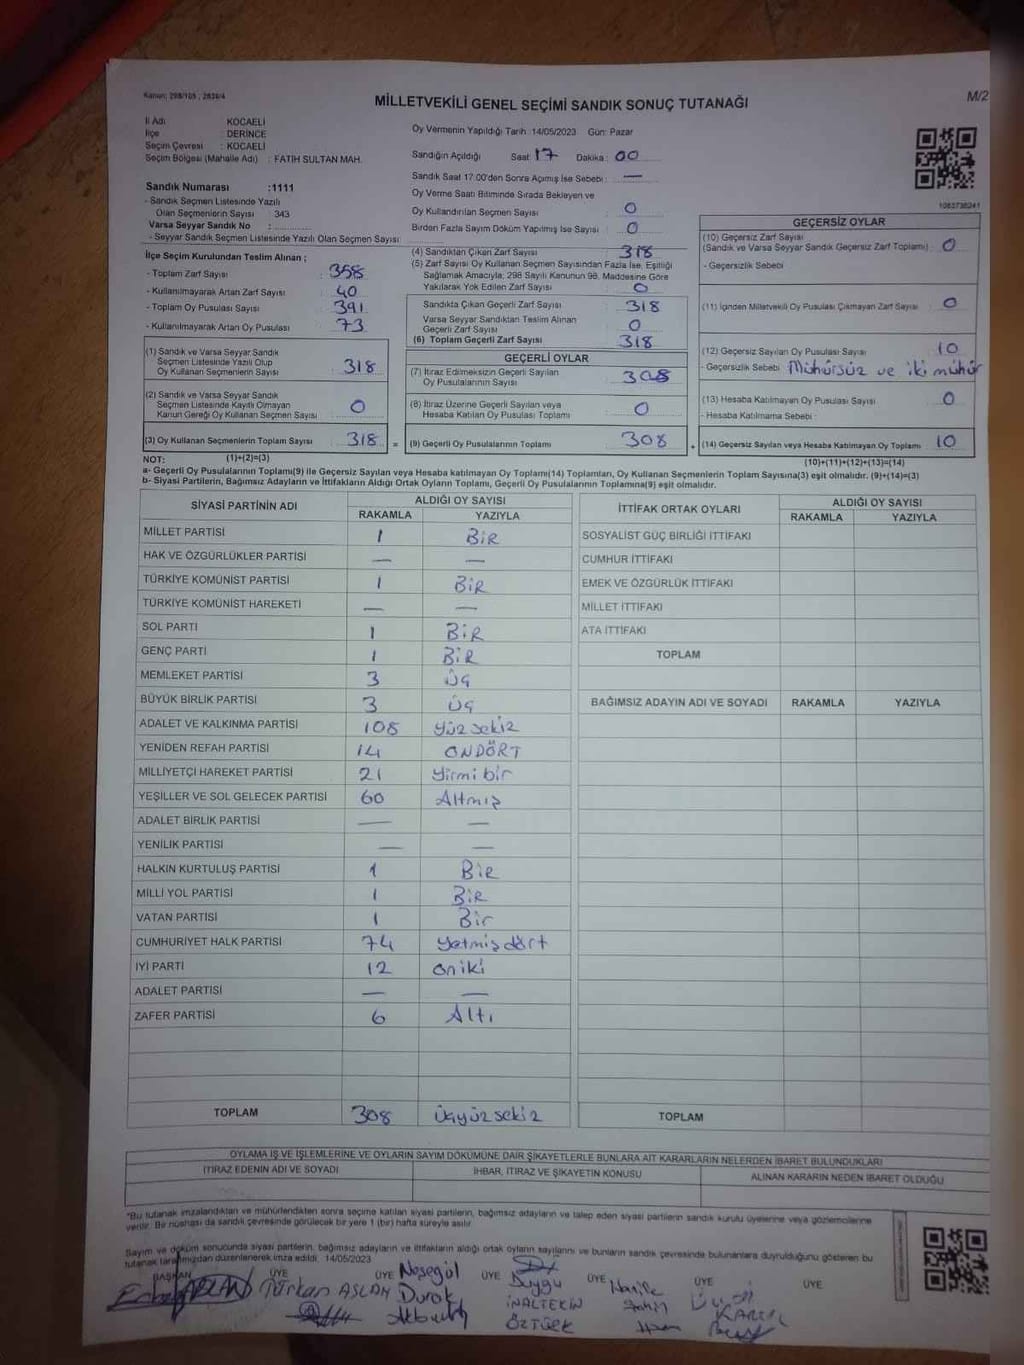 Kanun: 298/105 , 2839/4
MİLLETVEKİLİ GENEL SEÇİMİ SANDIK SONUÇ TUTANAĞI
M/2
İl Adı : KOCAELİ
İlçe : DERİNCE
Seçim Çevresi : KOCAELİ
Seçim Bölgesi (Mahalle Adı) : FATİH SULTAN MAH.
Oy Vermenin Yapıldığı Tarih :14/05/2023 Gün: Pazar
Sandığın Açıldığı Saat 17 Dakika : 00
Sandık Saat 17:00'den Sonra Açımış İse Sebebi : —
Sandık Numarası :1111
- Sandık Seçmen Listesinde Yazılı
Olan Seçmenlerin Sayısı : 343
Varsa Seyyar Sandık No :
- Seyyar Sandık Seçmen Listesinde Yazılı Olan Seçmen Sayısı :
Oy Verme Saati Bitiminde Sırada Bekleyen ve
Oy Kullandırılan Seçmen Sayısı : 0
Birden Fazla Sayım Döküm Yapılmış İse Sayısı : 0
1083738241
İlçe Seçim Kurulundan Teslim Alınan ;
- Toplam Zarf Sayısı : 358
- Kullanılmayarak Artan Zarf Sayısı : 40
- Toplam Oy Pusulası Sayısı : 391
- Kullanılmayarak Artan Oy Pusulası : 73
(4) Sandıktan Çıkan Zarf Sayısı 318
(5) Zarf Sayısı Oy Kullanan Seçmen Sayısından Fazla İse, Eşitliği
Sağlamak Amacıyla; 298 Sayılı Kanunun 98. Maddesine Göre
Yakılarak Yok Edilen Zarf Sayısı : 0
Sandıkta Çıkan Geçerli Zarf Sayısı : 318
Varsa Seyyar Sandıktan Teslim Alınan
Geçerli Zarf Sayısı : 0
(6) Toplam Geçerli Zarf Sayısı : 318
GEÇERSİZ OYLAR
(10) Geçersiz Zarf Sayısı
(Sandık ve Varsa Seyyar Sandık Geçersiz Zarf Toplamı) : 0
- Geçersizlik Sebebi
(11) İçinden Milletvekili Oy Pusulası Çıkmayan Zarf Sayısı : 0
(12) Geçersiz Sayılan Oy Pusulası Sayısı : 10
- Geçersizlik Sebebi : Mühürsüz ve iki mühür
(13) Hesaba Katılmayan Oy Pusulası Sayısı : 0
- Hesaba Katılmama Sebebi :
(14) Geçersiz Sayılan veya Hesaba Katılmayan Oy Toplamı : 10
(10)+(11)+(12)+(13)=(14)
(1) Sandık ve Varsa Seyyar Sandık
Seçmen Listesinde Yazılı Olup
Oy Kullanan Seçmenlerin Sayısı : 318
(2) Sandık ve Varsa Seyyar Sandık
Seçmen Listesinde Kayıtlı Olmayan
Kanun Gereği Oy Kullanan Seçmen Sayısı : 0
(3) Oy Kullanan Seçmenlerin Toplam Sayısı : 318 =
(1)+(2)=(3)
GEÇERLİ OYLAR
(7) İtiraz Edilmeksizin Geçerli Sayılan
Oy Pusulalarının Sayısı : 308
(8) İtiraz Üzerine Geçerli Sayılan veya
Hesaba Katılan Oy Pusulası Toplamı : 0
(9) Geçerli Oy Pusulalarının Toplamı : 308 +
NOT:
a- Geçerli Oy Pusulalarının Toplamı(9) ile Geçersiz Sayılan veya Hesaba katılmayan Oy Toplamı(14) Toplamları, Oy Kullanan Seçmenlerin Toplam Sayısına(3) eşit olmalıdır. (9)+(14)=(3)
b- Siyasi Partilerin, Bağımsız Adayların ve İttifakların Aldığı Ortak Oyların Toplamı, Geçerli Oy Pusulalarının Toplamına(9) eşit olmalıdır.
SİYASİ PARTİNİN ADI ALDIĞI OY SAYISI
RAKAMLA YAZIYLA
MİLLET PARTİSİ 1 BİR
HAK VE ÖZGÜRLÜKLER PARTİSİ — —
TÜRKİYE KOMÜNİST PARTİSİ 1 BİR
TÜRKİYE KOMÜNİST HAREKETİ — —
SOL PARTİ 1 BİR
GENÇ PARTİ 1 BİR
MEMLEKET PARTİSİ 3 Üç
BÜYÜK BİRLİK PARTİSİ 3 Üç
ADALET VE KALKINMA PARTİSİ 108 Yüz sekiz
YENİDEN REFAH PARTİSİ 14 ONDÖRT
MİLLİYETÇİ HAREKET PARTİSİ 21 Yirmi bir
YEŞİLLER VE SOL GELECEK PARTİSİ 60 Altmış
ADALET BİRLİK PARTİSİ — —
YENİLİK PARTİSİ — —
HALKIN KURTULUŞ PARTİSİ 1 BİR
MİLLİ YOL PARTİSİ 1 BİR
VATAN PARTİSİ 1 Bir
CUMHURİYET HALK PARTİSİ 74 Yetmiş dört
İYİ PARTİ 12 on iki
ADALET PARTİSİ — —
ZAFER PARTİSİ 6 Altı
TOPLAM 308 üçyüz sekiz
İTTİFAK ORTAK OYLARI ALDIĞI OY SAYISI
RAKAMLA YAZIYLA
SOSYALİST GÜÇ BİRLİĞİ İTTİFAKI
CUMHUR İTTİFAKI
EMEK VE ÖZGÜRLÜK İTTİFAKI
MİLLET İTTİFAKI
ATA İTTİFAKI
TOPLAM
BAĞIMSIZ ADAYIN ADI VE SOYADI RAKAMLA YAZIYLA
TOPLAM
OYLAMA İŞ VE İŞLEMLERİNE VE OYLARIN SAYIM DÖKÜMÜNE DAİR ŞİKAYETLERLE BUNLARA AİT KARARLARIN NELERDEN İBARET BULUNDUKLARI
İTİRAZ EDENİN ADI VE SOYADI İHBAR, İTİRAZ VE ŞİKAYETİN KONUSU ALINAN KARARIN NEDEN İBARET OLDUĞU
*Bu tutanak imzalandıktan ve mühürlendikten sonra seçime katılan siyasi partilerin, bağımsız adayların ve talep eden siyasi partilerin sandık kurulu üyelerine veya gözlemcilerine
verilir. Bir nüshası da sandık çevresinde görülecek bir yere 1 (bir) hafta süreyle asılır.
Sayım ve döküm sonucunda siyasi partilerin, bağımsız adayların ve ittifakların aldığı ortak oyların sayılarını ve bunların sandık çevresinde bulunanlara duyrulduğunu gösteren bu
tutanak tarafımızdan düzenlenerek imza edildi. 14/05/2023
BAŞKAN ÜYE ÜYE ÜYE ÜYE ÜYE ÜYE
ASLAN Türkan ASLAN Neşegül Durak Akbulut Duygu İNALTEKİN ÖZTÜRK